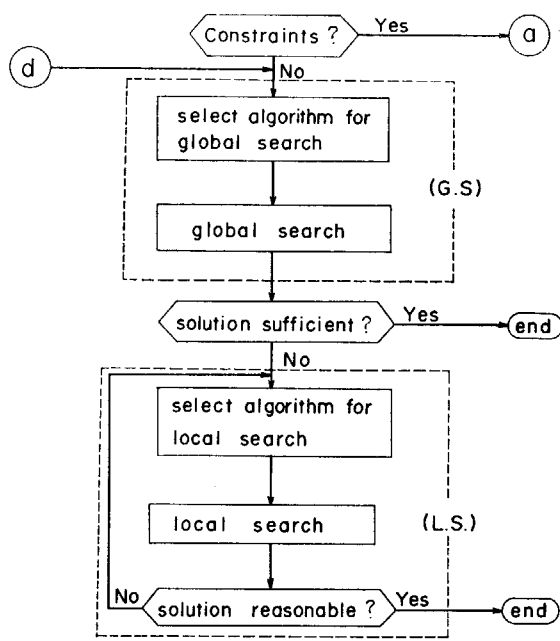 Constraints ?
Yes
a
d
No
select algorithm for
global search
(G.S)
global search
solution sufficient ?
Yes
end
No
select algorithm for
local search
local search
(L.S.)
No
solution reasonable ?
Yes
end